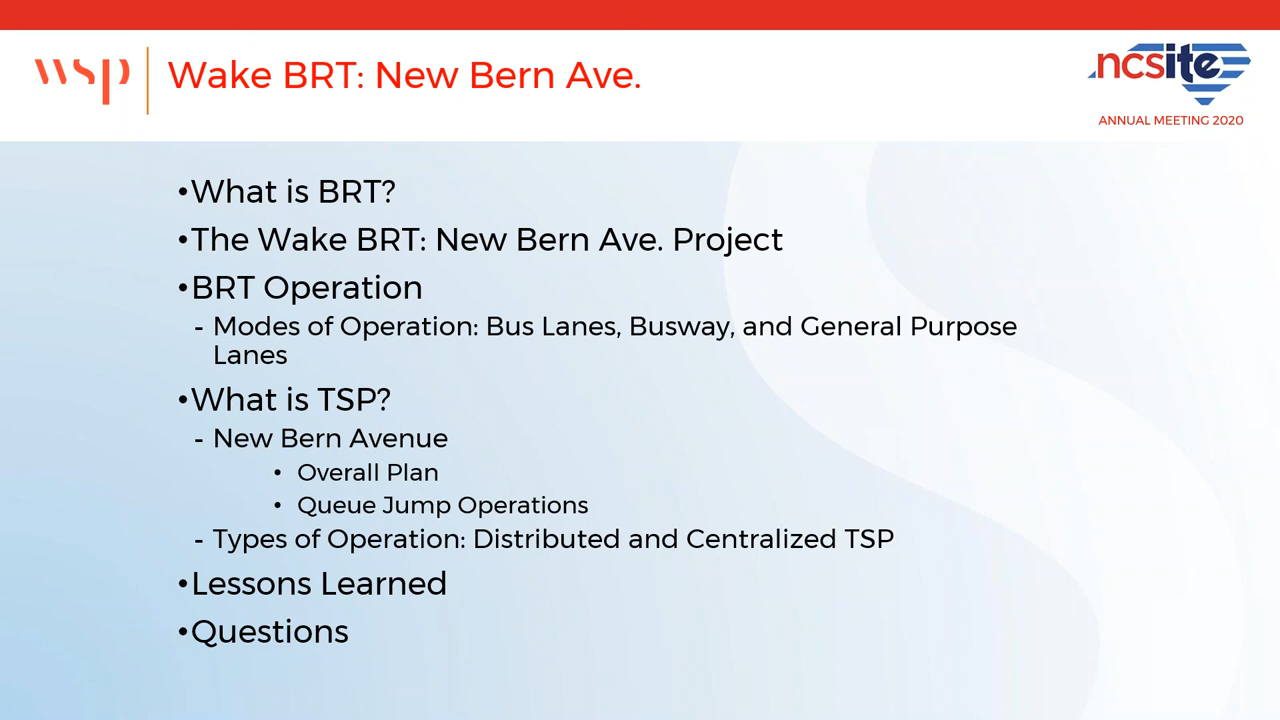 wsp
Wake BRT: New Bern Ave.
ncsite
ANNUAL MEETING 2020
•What is BRT?
•The Wake BRT: New Bern Ave. Project
•BRT Operation
- Modes of Operation: Bus Lanes, Busway, and General Purpose
Lanes
•What is TSP?
- New Bern Avenue
• Overall Plan
• Queue Jump Operations
- Types of Operation: Distributed and Centralized TSP
•Lessons Learned
•Questions